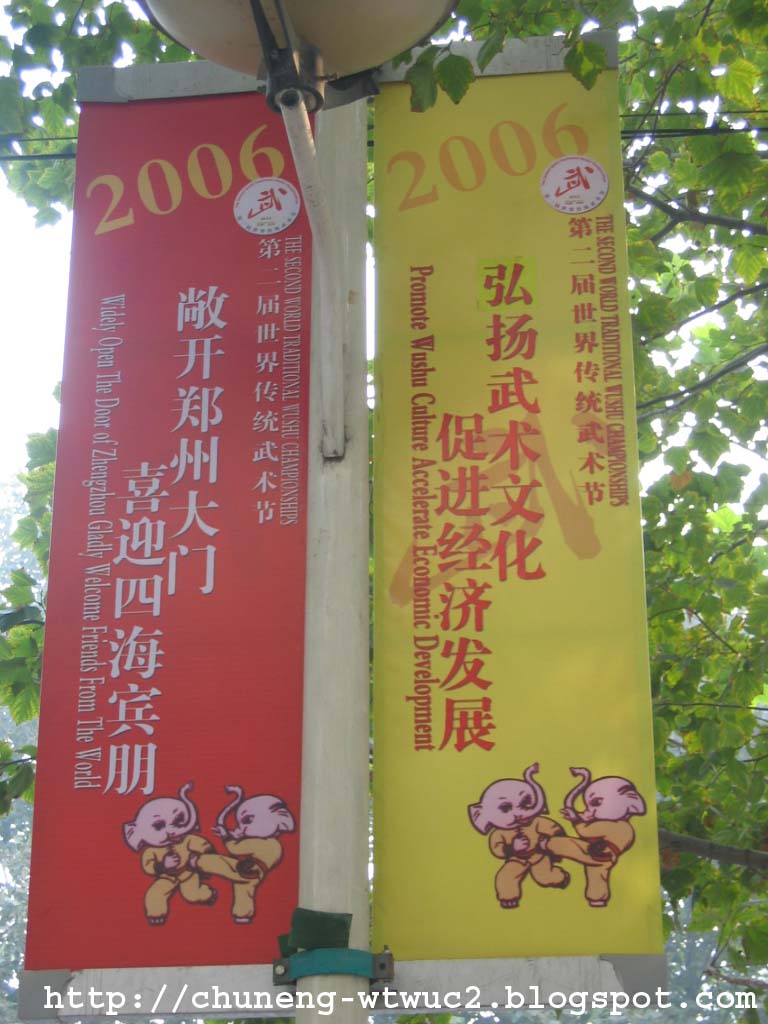 2006
武
THE SECOND WORLD TRADITIONAL WUSHU CHAMPIONSHIPS
第二届世界传统武术节
敞开郑州大门
喜迎四海宾朋
Widely Open The Door of Zhengzhou Gladly Welcome Friends From The World
2006
武
THE SECOND WORLD TRADITIONAL WUSHU CHAMPIONSHIPS
第二届世界传统武术节
弘扬武术文化
促进经济发展
Promote Wushu Culture Accelerate Economic Development
http://chuneng-wtwuc2.blogspot.com